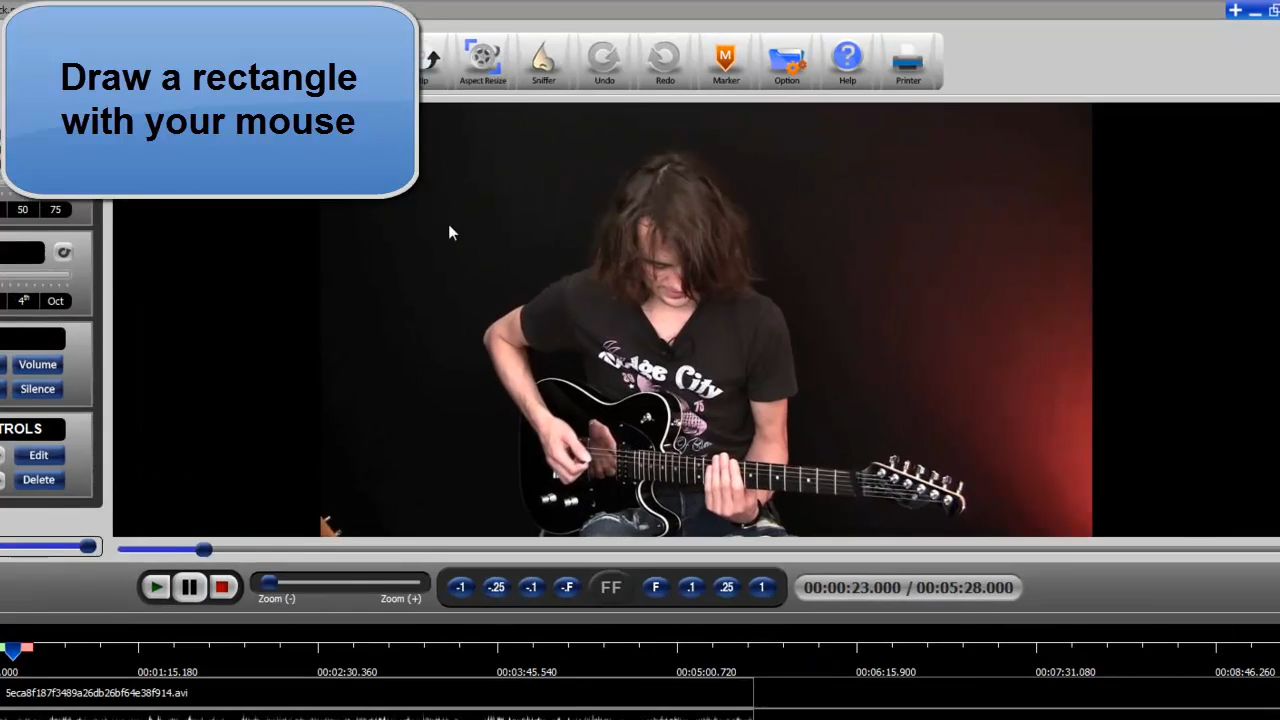 Draw a rectangle
with your mouse
Aspect Resize
Sniffer
Undo
Redo
M
Marker
Option
?
Help
Printer
50 75
4th Oct
Volume
Silence
TROLS
Edit
Delete
City
Zoom (-) Zoom (+)
-1 -.25 -.1 -.F FF F .1 .25 1
00:00:23.000 / 00:05:28.000
.000 00:01:15.180 00:02:30.360 00:03:45.540 00:05:00.720 00:06:15.900 00:07:31.080 00:08:46.260
5eca8f187f3489a26db26bf64e38f914.avi